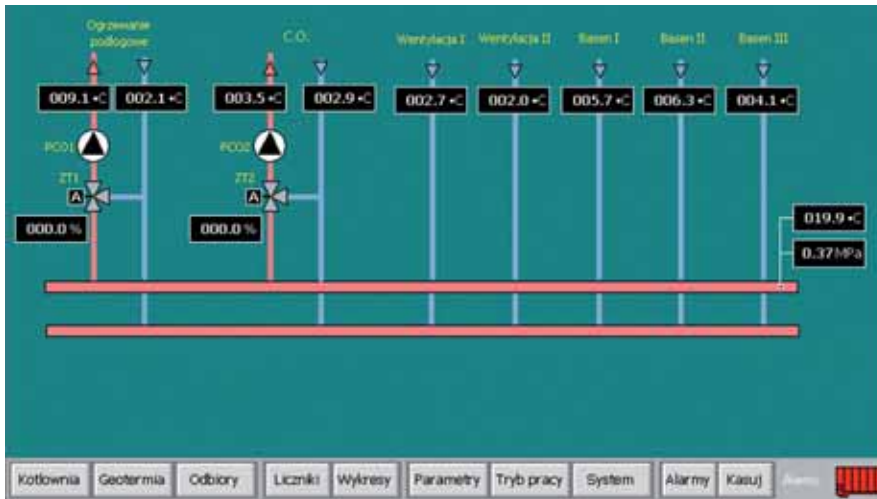 Ogrzewanie
podłogowe
C.O.
Wentylacja I
Wentylacja II
Basen I
Basen II
Basen III
009.1 °C
002.1 °C
003.5 °C
002.9 °C
002.7 °C
002.0 °C
005.7 °C
006.3 °C
004.1 °C
PCO1
PCO2
ZT1
ZT2
A
A
000.0 %
000.0 %
019.9 °C
0.37 MPa
Kotłownia
Geotermia
Odbiory
Liczniki
Wykresy
Parametry
Tryb pracy
System
Alarmy
Kasuj